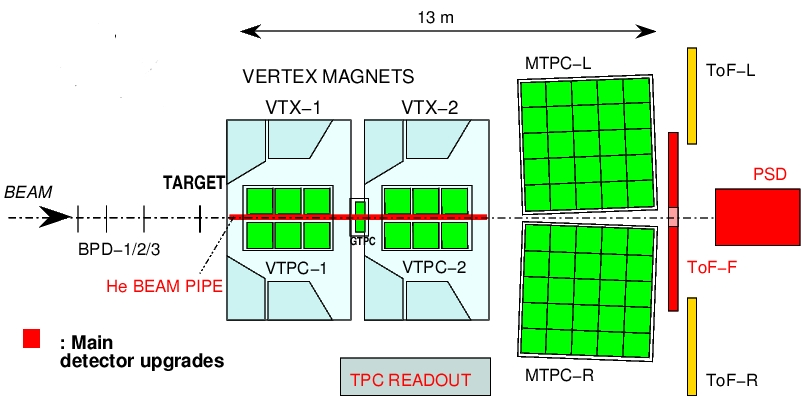 13 m
MTPC-L
ToF-L
VERTEX MAGNETS
VTX-1
VTX-2
TARGET
PSD
BEAM
BPD-1/2/3
GTPC
VTPC-1
VTPC-2
ToF-F
He BEAM PIPE
: Main
detector upgrades
TPC READOUT
MTPC-R
ToF-R